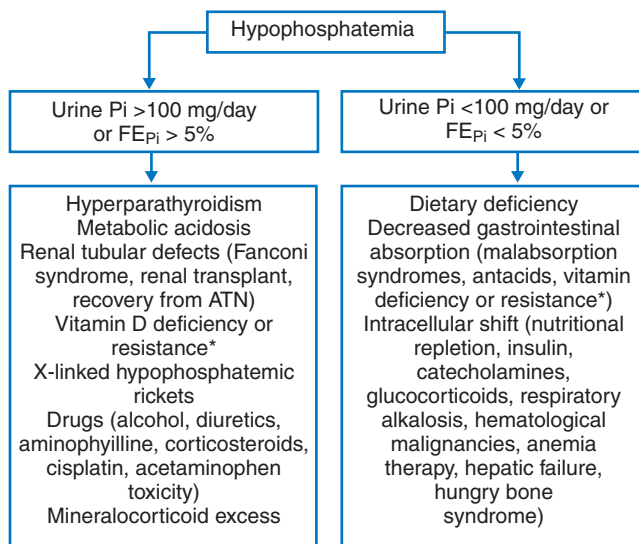 Hypophosphatemia
Urine Pi >100 mg/day
or FEPi > 5%
Urine Pi <100 mg/day or
FEPi < 5%
Hyperparathyroidism
Metabolic acidosis
Renal tubular defects (Fanconi
syndrome, renal transplant,
recovery from ATN)
Vitamin D deficiency or
resistance*
X-linked hypophosphatemic
rickets
Drugs (alcohol, diuretics,
aminophyilline, corticosteroids,
cisplatin, acetaminophen
toxicity)
Mineralocorticoid excess
Dietary deficiency
Decreased gastrointestinal
absorption (malabsorption
syndromes, antacids, vitamin
deficiency or resistance*)
Intracellular shift (nutritional
repletion, insulin,
catecholamines,
glucocorticoids, respiratory
alkalosis, hematological
malignancies, anemia
therapy, hepatic failure,
hungry bone
syndrome)